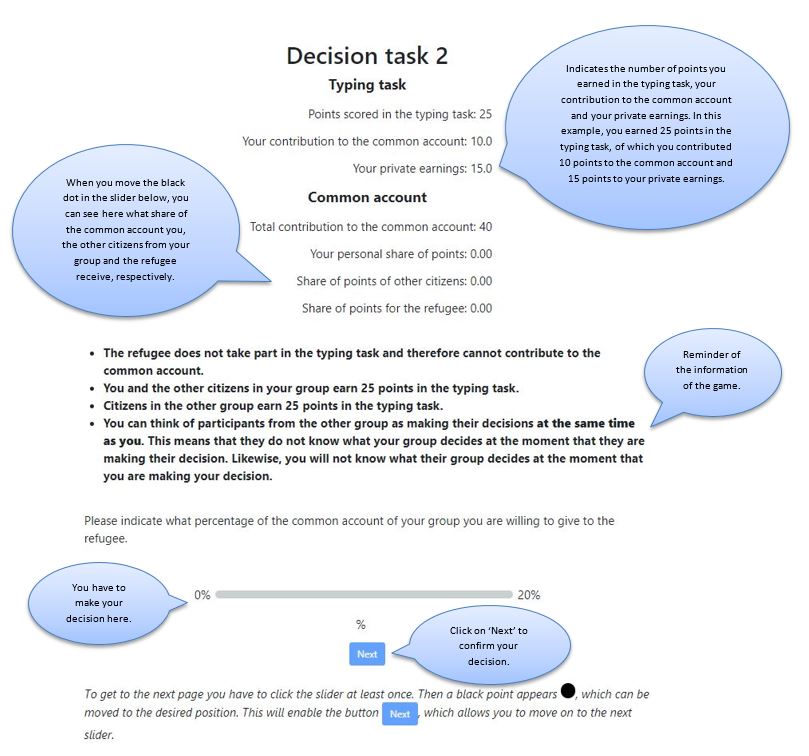 Decision task 2
Typing task
Points scored in the typing task: 25
Your contribution to the common account: 10.0
Your private earnings: 15.0
Indicates the number of points you
earned in the typing task, your
contribution to the common account
and your private earnings. In this
example, you earned 25 points in the
typing task, of which you contributed
10 points to the common account and
15 points to your private earnings.
When you move the black
dot in the slider below, you
can see here what share of
the common account you,
the other citizens from your
group and the refugee
receive, respectively.
Common account
Total contribution to the common account: 40
Your personal share of points: 0.00
Share of points of other citizens: 0.00
Share of points for the refugee: 0.00
• The refugee does not take part in the typing task and therefore cannot contribute to the
common account.
• You and the other citizens in your group earn 25 points in the typing task.
• Citizens in the other group earn 25 points in the typing task.
• You can think of participants from the other group as making their decisions at the same time
as you. This means that they do not know what your group decides at the moment that they are
making their decision. Likewise, you will not know what their group decides at the moment that
you are making your decision.
Reminder of
the information
of the game.
Please indicate what percentage of the common account of your group you are willing to give to the
refugee.
You have to
make your
decision here.
0% 20%
%
Next
Click on ‘Next’ to
confirm your
decision.
To get to the next page you have to click the slider at least once. Then a black point appears , which can be
moved to the desired position. This will enable the button Next , which allows you to move on to the next
slider.